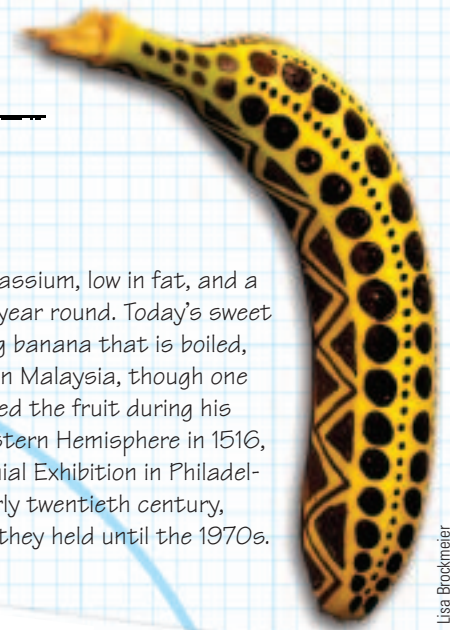 assium, low in fat, and a
year round. Today's sweet
g banana that is boiled,
n Malaysia, though one
ed the fruit during his
stern Hemisphere in 1516,
nial Exhibition in Philadel-
rly twentieth century,
they held until the 1970s.
Lisa Brockmeier